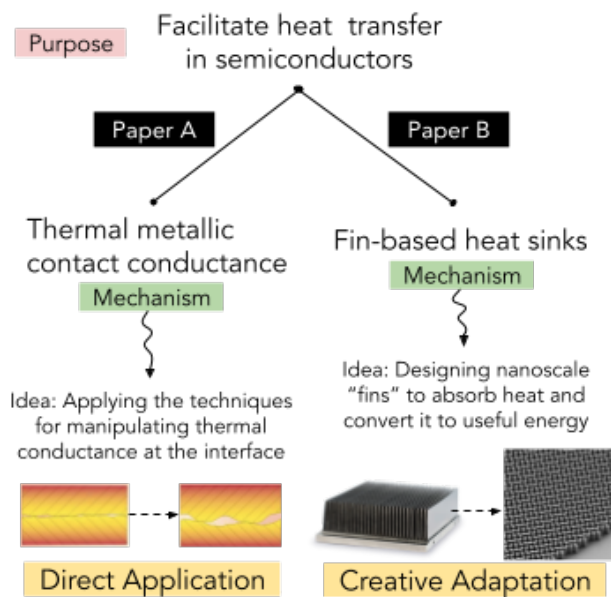 Purpose
Facilitate heat transfer
in semiconductors
Paper A
Paper B
Thermal metallic
contact conductance
Mechanism
Fin-based heat sinks
Mechanism
Idea: Applying the techniques
for manipulating thermal
conductance at the interface
Idea: Designing nanoscale
“fins” to absorb heat and
convert it to useful energy
Direct Application
Creative Adaptation